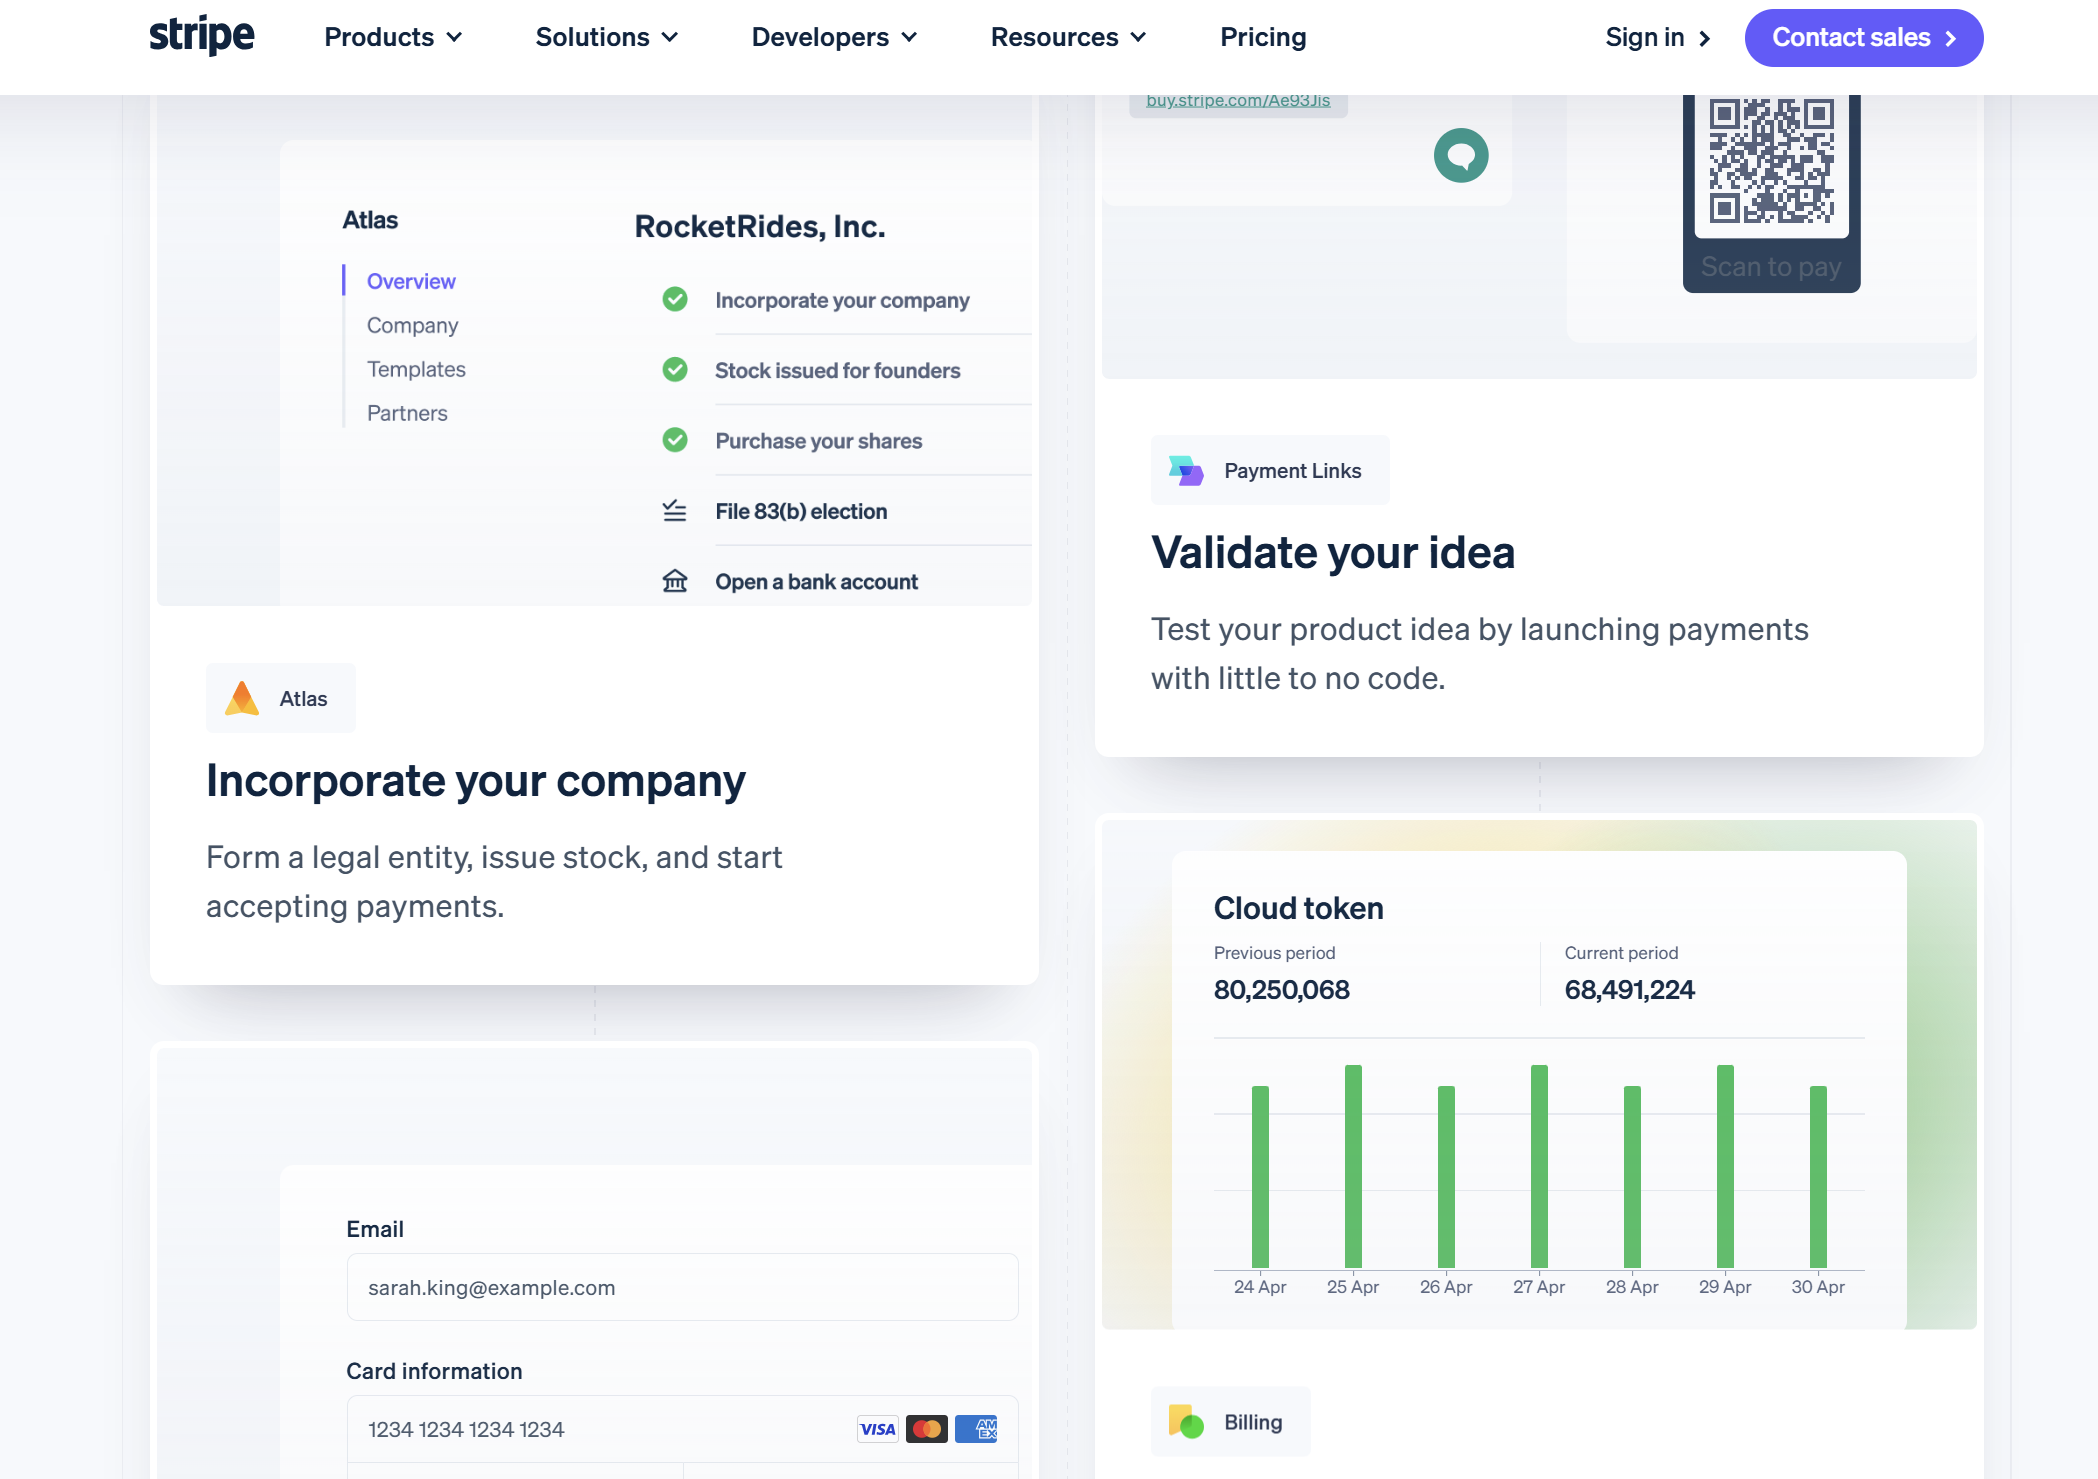 stripe
Products
Solutions
Developers
Resources
Pricing
Sign in
Contact sales
Atlas
Overview
Company
Templates
Partners
RocketRides, Inc.
Incorporate your company
Stock issued for founders
Purchase your shares
File 83(b) election
Open a bank account
Atlas
Incorporate your company
Form a legal entity, issue stock, and start
accepting payments.
Email
sarah.king@example.com
Card information
1234 1234 1234 1234
VISA
AM
EX
buy.stripe.com/Ae93Jis
Scan to pay
Payment Links
Validate your idea
Test your product idea by launching payments
with little to no code.
Cloud token
Previous period
80,250,068
Current period
68,491,224
24 Apr
25 Apr
26 Apr
27 Apr
28 Apr
29 Apr
30 Apr
Billing